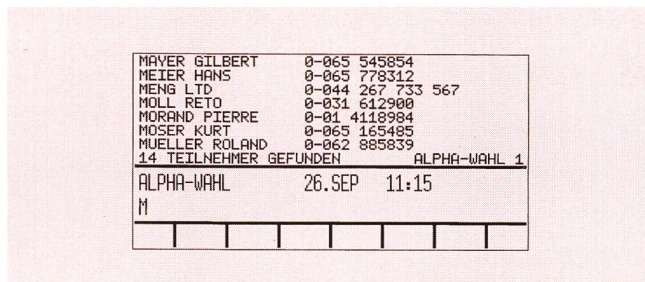 MAYER GILBERT 0-065 545854
MEIER HANS 0-065 778312
MENG LTD 0-044 267 733 567
MOLL RETO 0-031 612900
MORAND PIERRE 0-01 4118984
MOSER KURT 0-065 165485
MUELLER ROLAND 0-062 885839
14 TEILNEHMER GEFUNDEN ALPHA-WAHL 1
ALPHA-WAHL 26.SEP 11:15
M